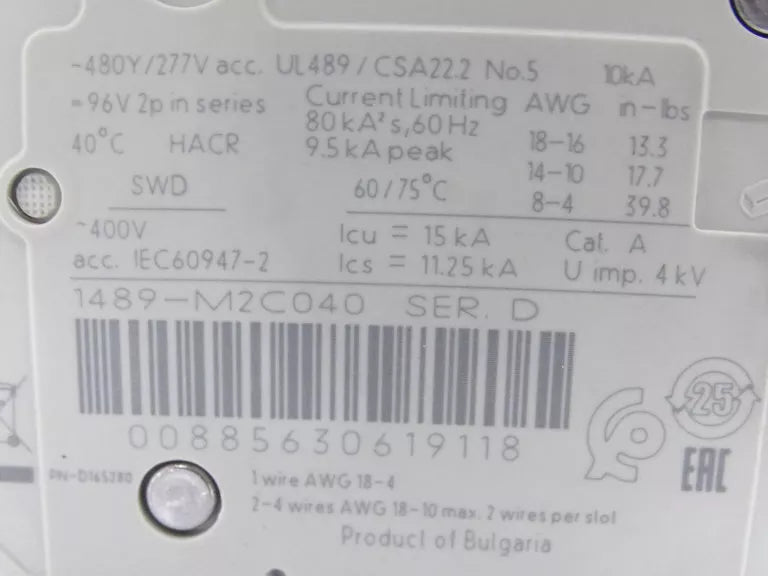 ~480Y/277V acc. UL489 / CSA22.2 No.5 10kA
=96V 2p in series Current Limiting AWG in-lbs
80 kA²s, 60 Hz 18-16 13.3
40°C HACR 9.5 kA peak 14-10 17.7
SWD 60/75°C 8-4 39.8
~400V Icu = 15 kA Cat. A
acc. IEC60947-2 Ics = 11.25 kA U imp. 4 kV
1489-M2C040 SER. D
00885630619118
25
EAC
PN-D165280
1 wire AWG 18-4
2-4 wires AWG 18-10 max. 2 wires per slot
Product of Bulgaria